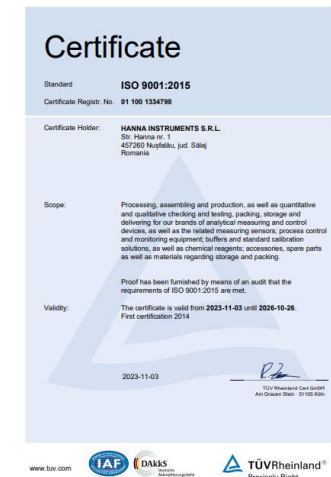 Certificate
Standard ISO 9001:2015
Certificate Registr. No. 01 100 1334798
Certificate Holder: HANNA INSTRUMENTS S.R.L.
Str. Hanna nr. 1
457260 Nușfalău, jud. Sălaj
Romania
Scope: Processing, assembling and production, as well as quantitative
and qualitative checking and testing, packing, storage and
delivering for our brands of analytical measuring and control
devices, as well as the related measuring sensors; process control
and monitoring equipment; buffers and standard calibration
solutions, as well as chemical reagents; accessories, spare parts
as well as materials regarding storage and packing.
Proof has been furnished by means of an audit that the
requirements of ISO 9001:2015 are met.
Validity: The certificate is valid from 2023-11-03 until 2026-10-26.
First certification 2014
2023-11-03
TÜV Rheinland Cert GmbH
Am Grauen Stein · 51105 Köln
www.tuv.com
IAF
DAkkS
Deutsche
Akkreditierungsstelle
TÜVRheinland®
Precisely Right.